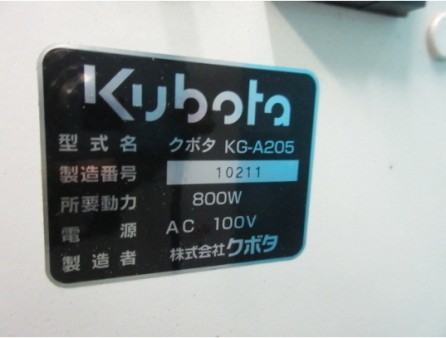 Kubota
型式名 クボタ KG-A205
製造番号 10211
所要動力 800W
電源 AC 100V
製造者 株式会社クボタ